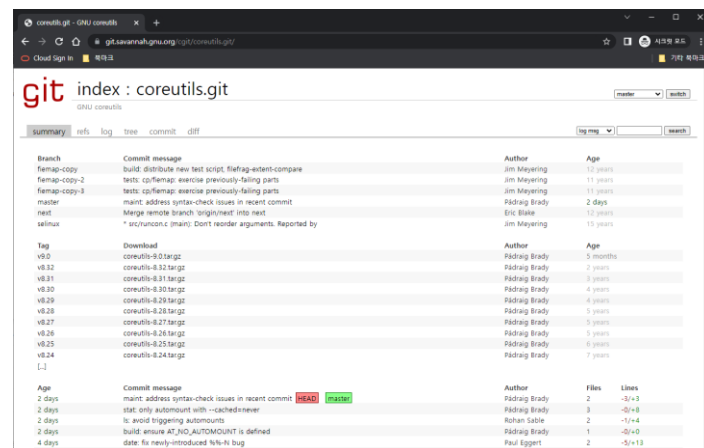 coreutils.git - GNU coreutils
git.savannah.gnu.org/cgit/coreutils.git/
시크릿 모드
Cloud Sign In 북마크 기타 북마크
git index : coreutils.git
GNU coreutils
master switch
summary refs log tree commit diff log msg search
Branch Commit message Author Age
fiemap-copy build: distribute new test script, filefrag-extent-compare Jim Meyering 12 years
fiemap-copy-2 tests: cp/fiemap: exercise previously-failing parts Jim Meyering 11 years
fiemap-copy-3 tests: cp/fiemap: exercise previously-failing parts Jim Meyering 11 years
master maint: address syntax-check issues in recent commit Pádraig Brady 2 days
next Merge remote branch 'origin/next' into next Eric Blake 12 years
selinux * src/runcon.c (main): Don't reorder arguments. Reported by Jim Meyering 15 years
Tag Download Author Age
v9.0 coreutils-9.0.tar.gz Pádraig Brady 5 months
v8.32 coreutils-8.32.tar.gz Pádraig Brady 2 years
v8.31 coreutils-8.31.tar.gz Pádraig Brady 3 years
v8.30 coreutils-8.30.tar.gz Pádraig Brady 4 years
v8.29 coreutils-8.29.tar.gz Pádraig Brady 4 years
v8.28 coreutils-8.28.tar.gz Pádraig Brady 5 years
v8.27 coreutils-8.27.tar.gz Pádraig Brady 5 years
v8.26 coreutils-8.26.tar.gz Pádraig Brady 5 years
v8.25 coreutils-8.25.tar.gz Pádraig Brady 6 years
v8.24 coreutils-8.24.tar.gz Pádraig Brady 7 years
[...]
Age Commit message Author Files Lines
2 days maint: address syntax-check issues in recent commit HEAD master Pádraig Brady 2 -3/+3
2 days stat: only automount with --cached=never Pádraig Brady 3 -0/+8
2 days ls: avoid triggering automounts Rohan Sable 2 -1/+4
2 days build: ensure AT_NO_AUTOMOUNT is defined Pádraig Brady 1 -0/+0
4 days date: fix newly-introduced %%-N bug Paul Eggert 2 -5/+13